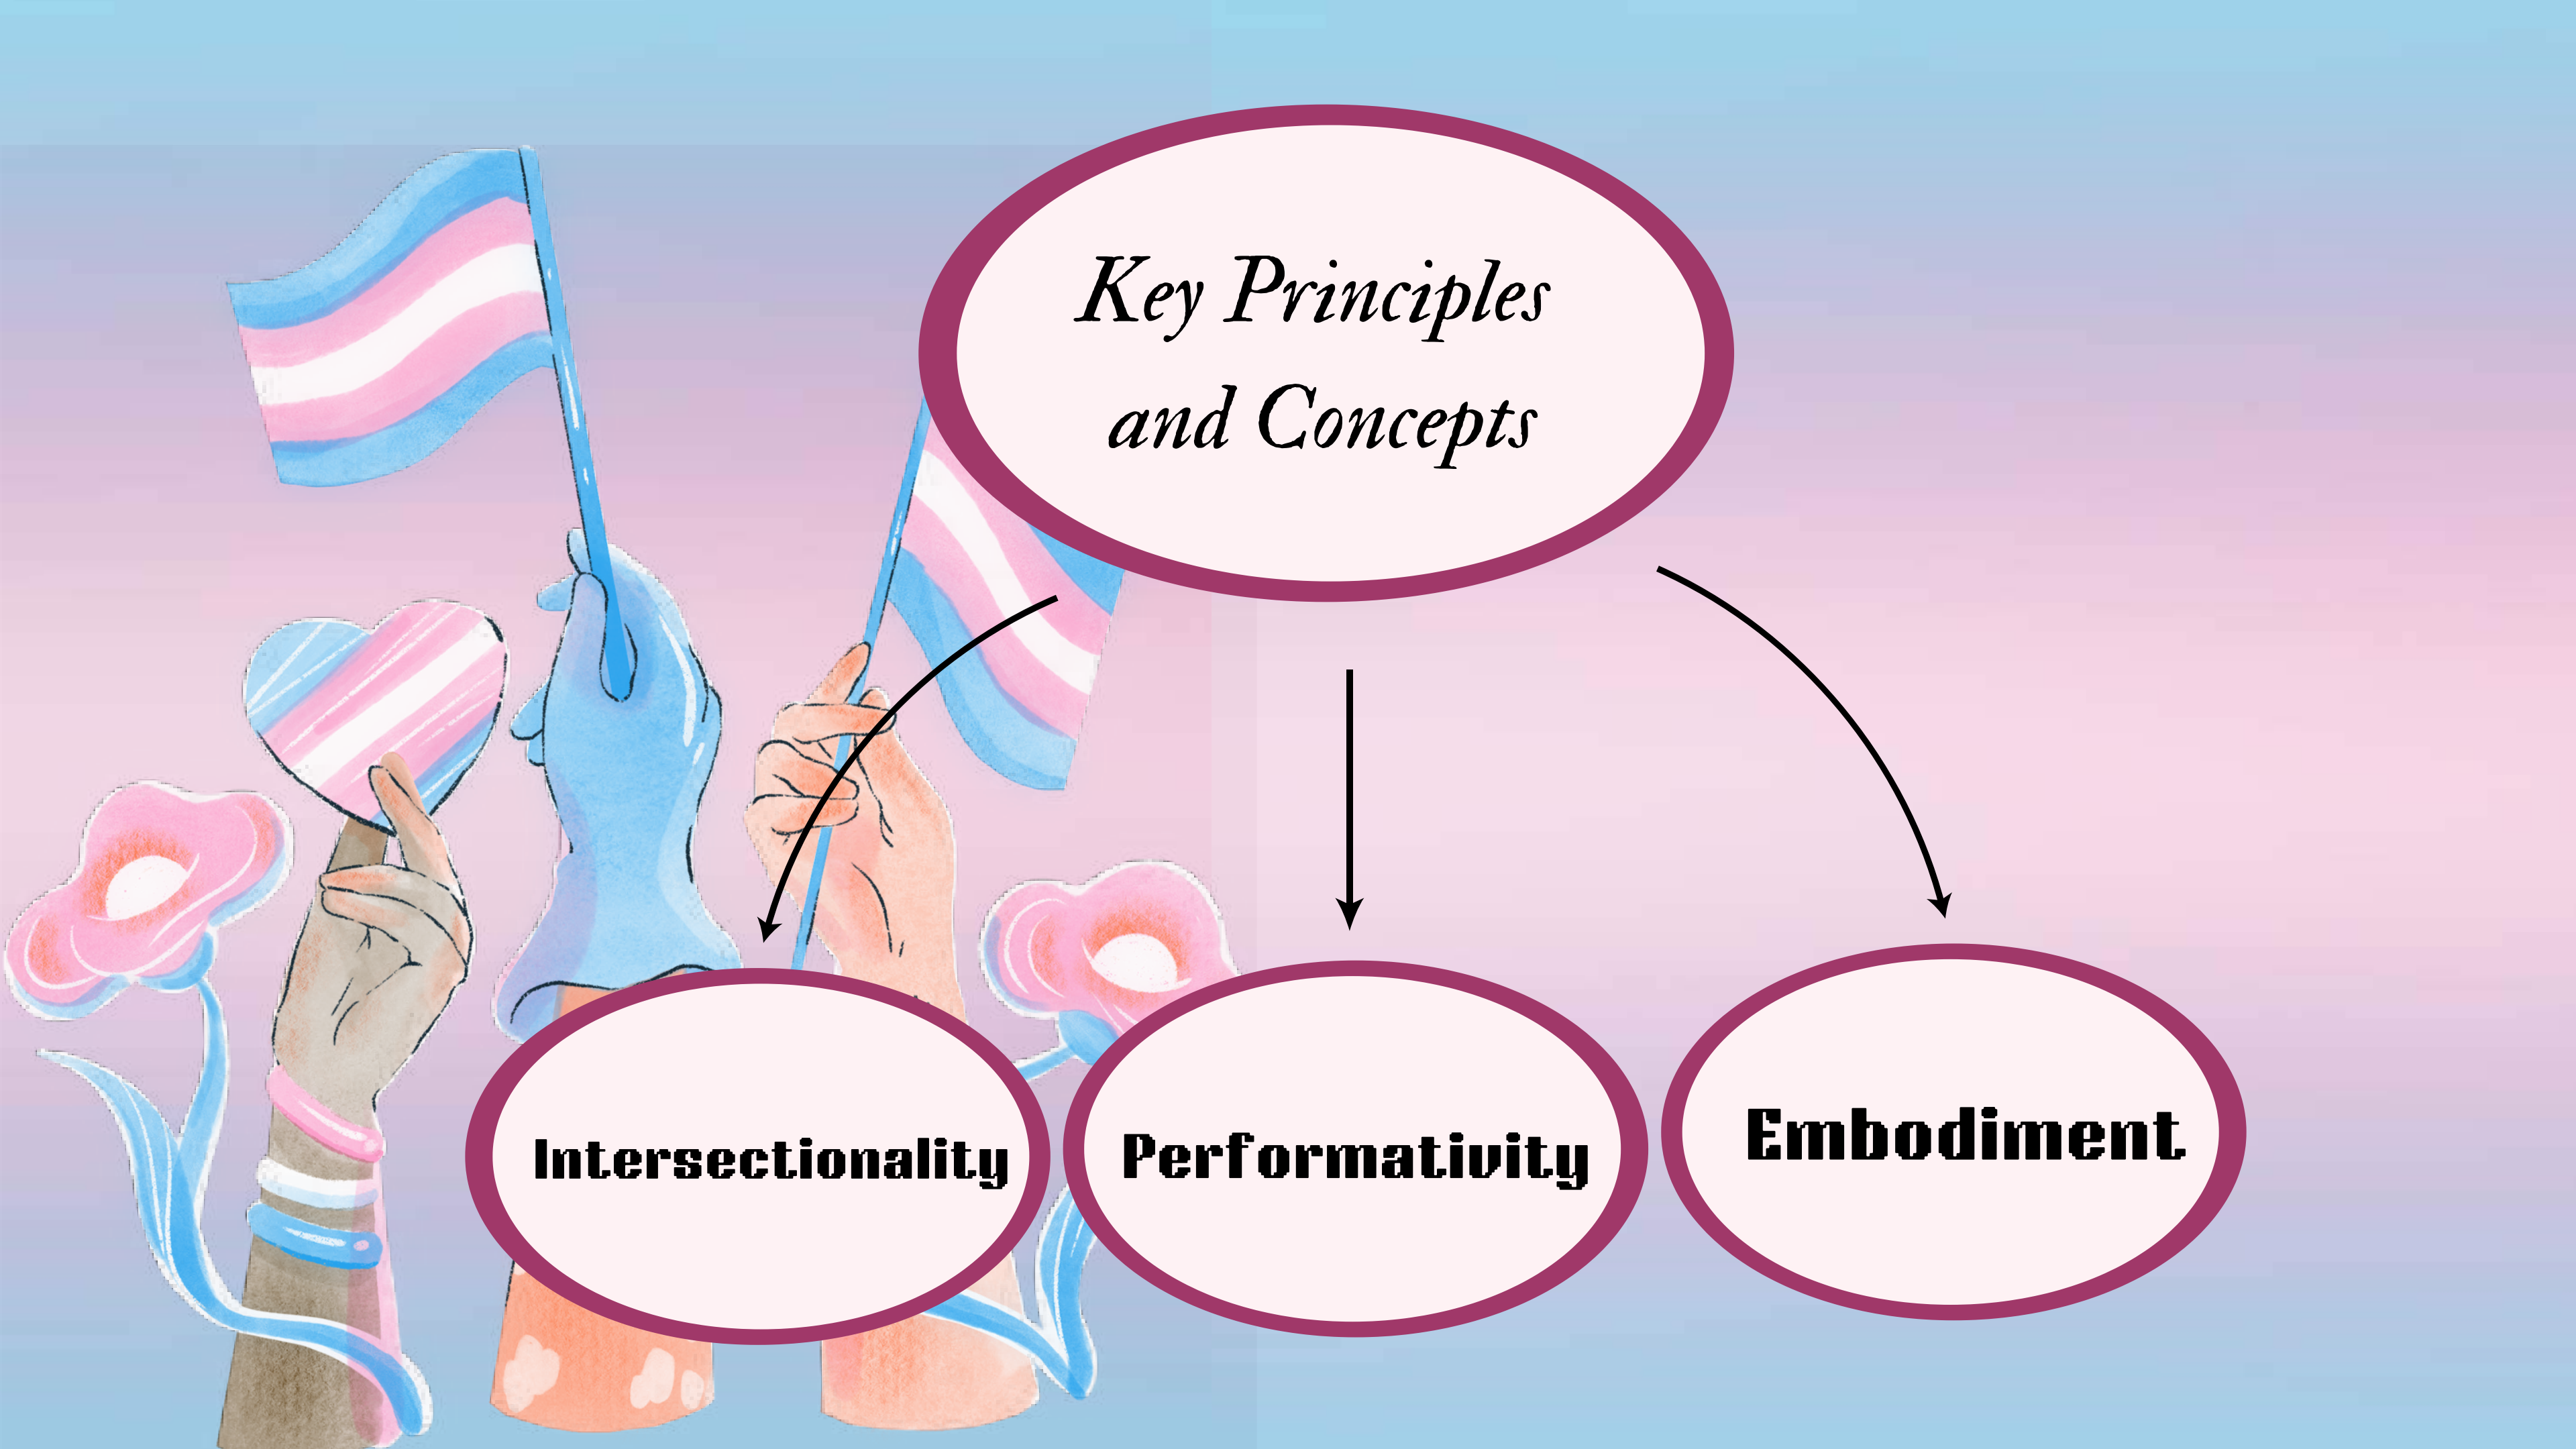 Key Principles
and Concepts
Intersectionality
Performativity
Embodiment